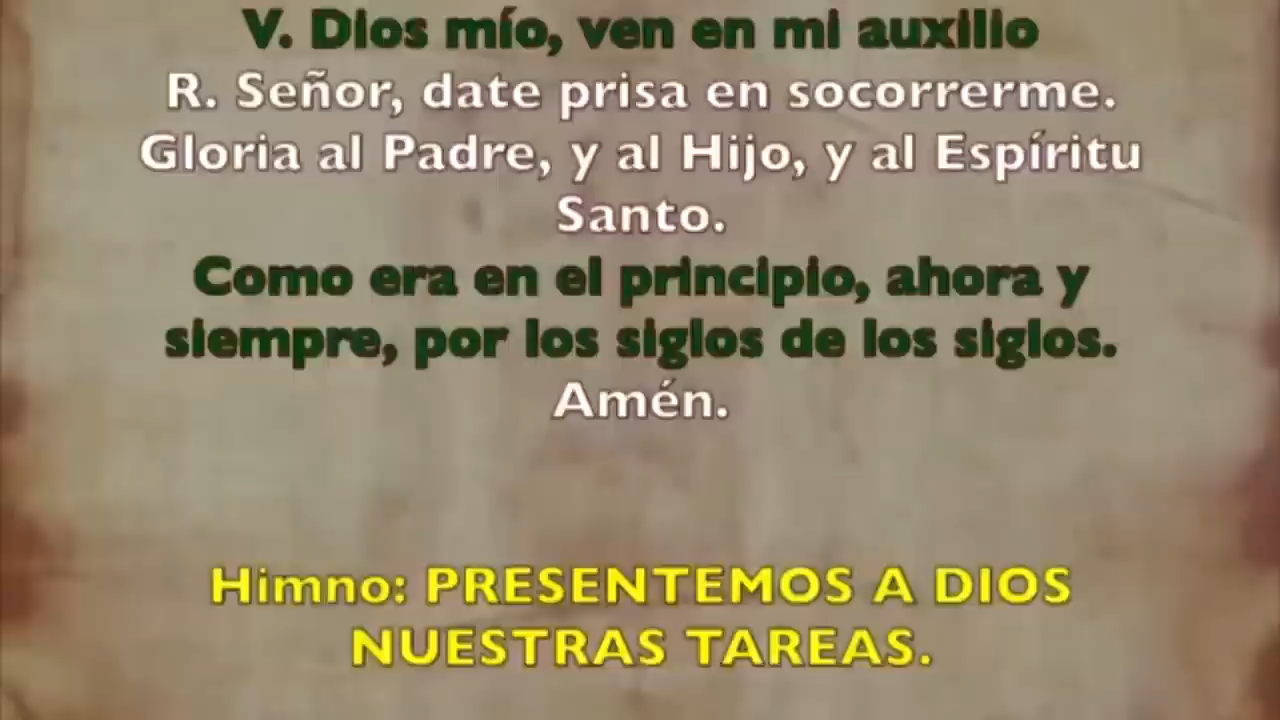 V. Dios mío, ven en mi auxilio
R. Señor, date prisa en socorrerme.
Gloria al Padre, y al Hijo, y al Espíritu
Santo.
Como era en el principio, ahora y
siempre, por los siglos de los siglos.
Amén.
Himno: PRESENTEMOS A DIOS
NUESTRAS TAREAS.